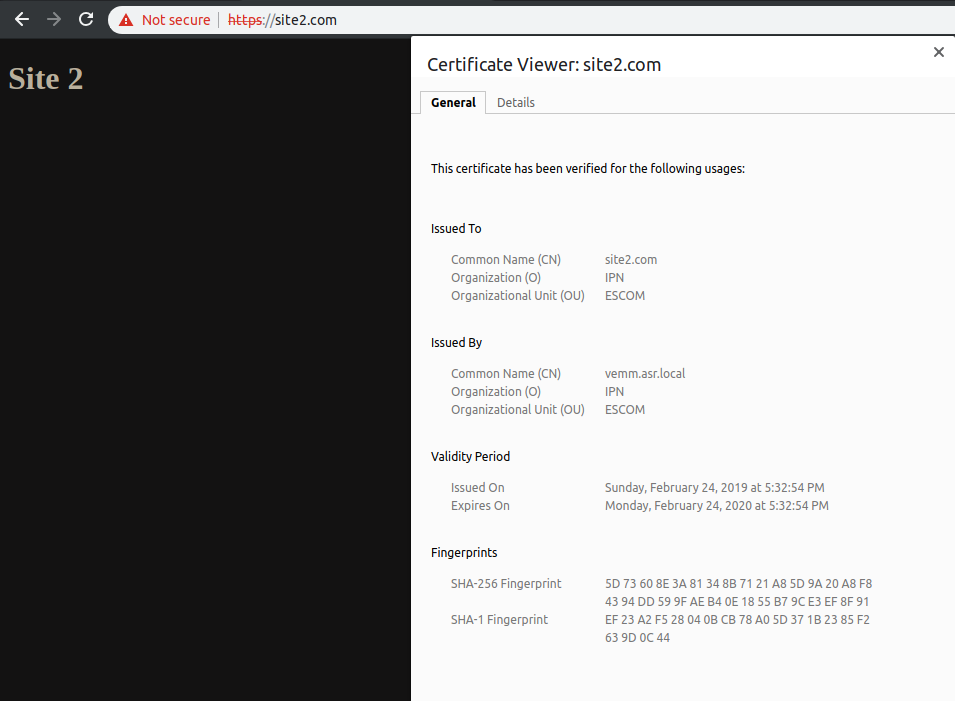 Not secure | https://site2.com
Site 2
Certificate Viewer: site2.com
General Details
This certificate has been verified for the following usages:
Issued To
Common Name (CN) site2.com
Organization (O) IPN
Organizational Unit (OU) ESCOM
Issued By
Common Name (CN) vemm.asr.local
Organization (O) IPN
Organizational Unit (OU) ESCOM
Validity Period
Issued On Sunday, February 24, 2019 at 5:32:54 PM
Expires On Monday, February 24, 2020 at 5:32:54 PM
Fingerprints
SHA-256 Fingerprint 5D 73 60 8E 3A 81 34 8B 71 21 A8 5D 9A 20 A8 F8
43 94 DD 59 9F AE B4 0E 18 55 B7 9C E3 EF 8F 91
SHA-1 Fingerprint EF 23 A2 F5 28 04 0B CB 78 A0 5D 37 1B 23 85 F2
63 9D 0C 44